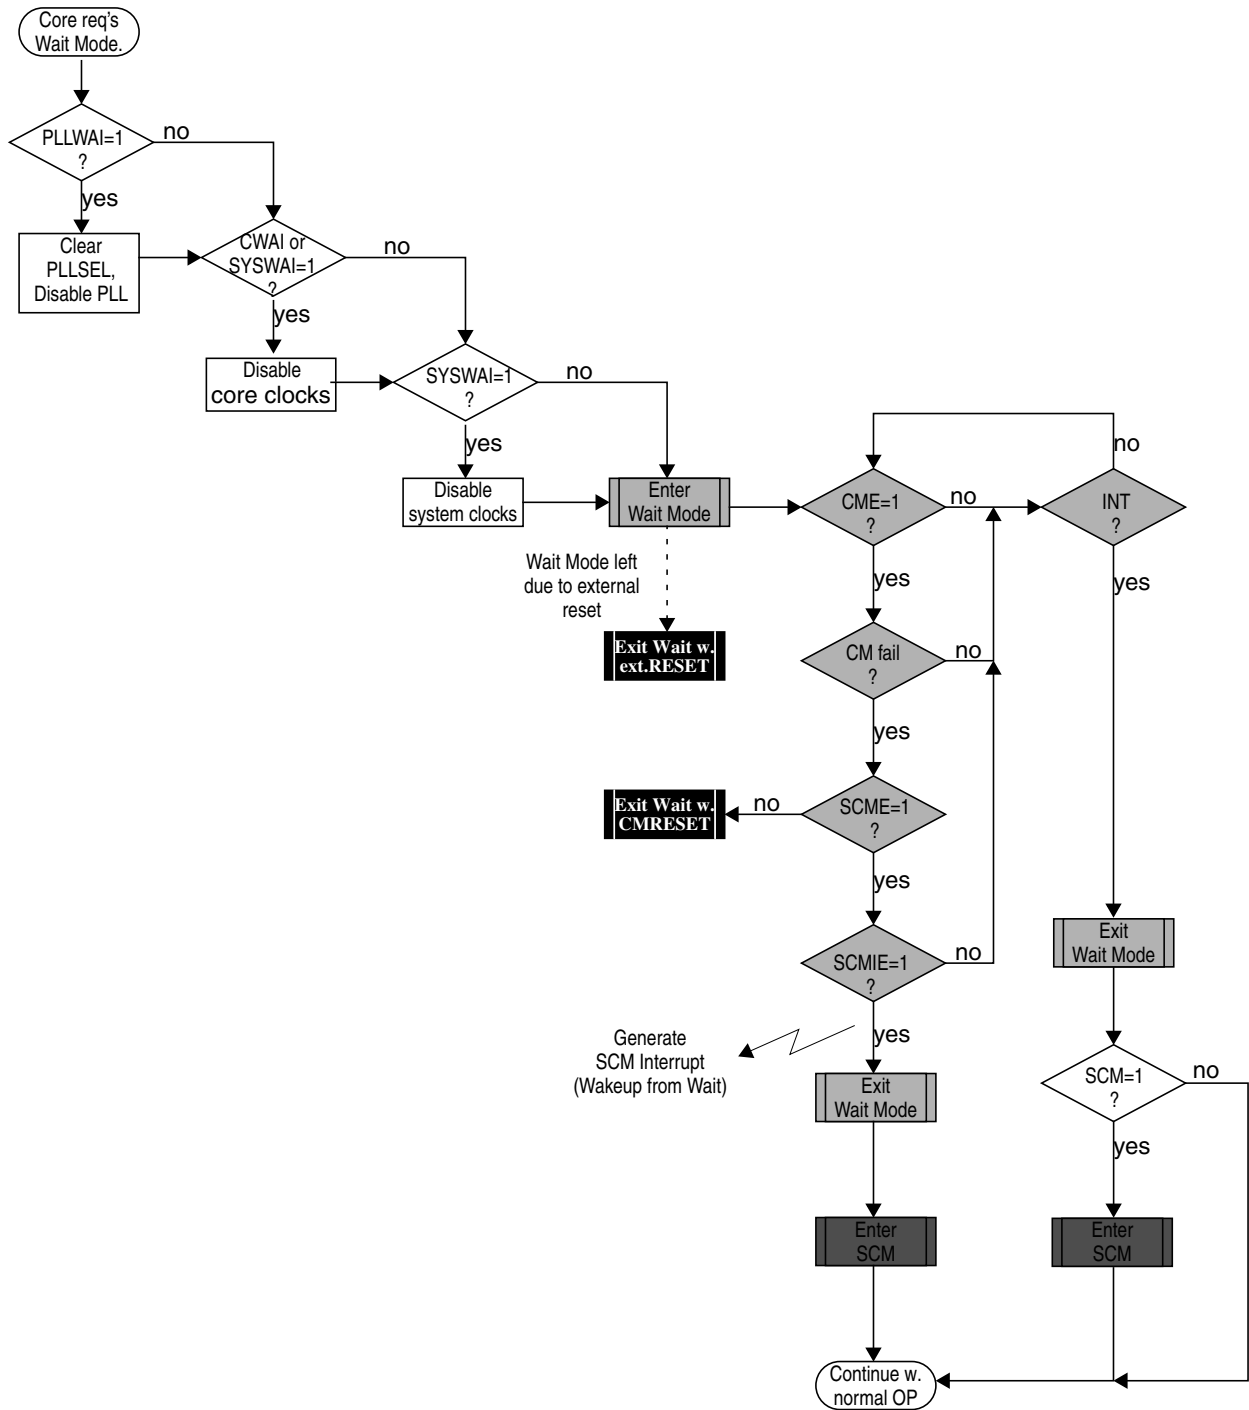 Core req's
Wait Mode.
PLLWAI=1
?
no
yes
Clear
PLLSEL,
Disable PLL
CWAI or
SYSWAI=1
?
no
yes
Disable
core clocks
SYSWAI=1
?
no
yes
Disable
system clocks
Enter
Wait Mode
Wait Mode left
due to external
reset
Exit Wait w.
ext.RESET
CME=1
?
no
yes
INT
?
no
yes
CM fail
?
no
yes
SCME=1
?
no
yes
Exit Wait w.
CMRESET
SCMIE=1
?
no
yes
Generate
SCM Interrupt
(Wakeup from Wait)
Exit
Wait Mode
Enter
SCM
Exit
Wait Mode
SCM=1
?
no
yes
Enter
SCM
Continue w.
normal OP